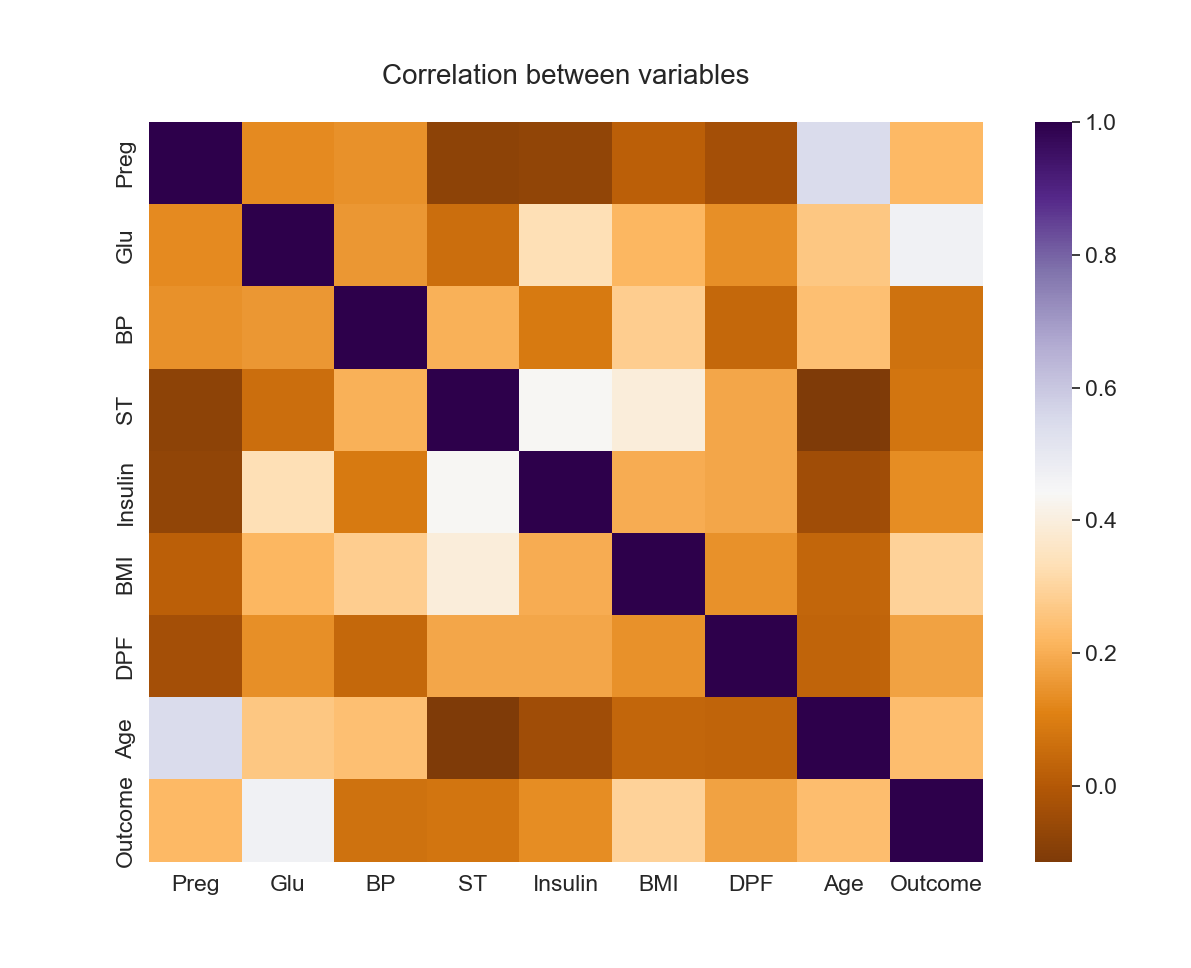 Correlation between variables
Preg
Glu
BP
ST
Insulin
BMI
DPF
Age
Outcome
Preg Glu BP ST Insulin BMI DPF Age Outcome
1.0
0.8
0.6
0.4
0.2
0.0